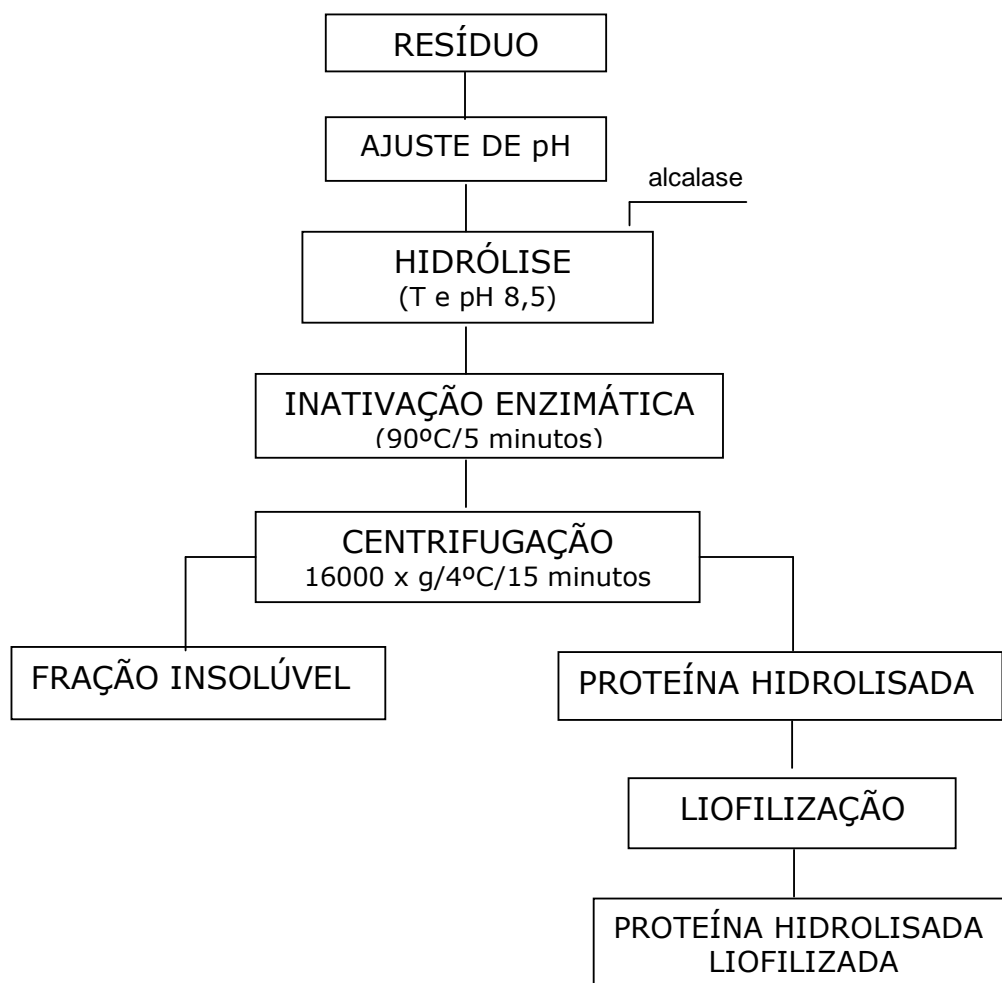 RESÍDUO
AJUSTE DE pH
alcalase
HIDRÓLISE
(T e pH 8,5)
INATIVAÇÃO ENZIMÁTICA
(90ºC/5 minutos)
CENTRIFUGAÇÃO
16000 x g/4ºC/15 minutos
FRAÇÃO INSOLÚVEL
PROTEÍNA HIDROLISADA
LIOFILIZAÇÃO
PROTEÍNA HIDROLISADA
LIOFILIZADA